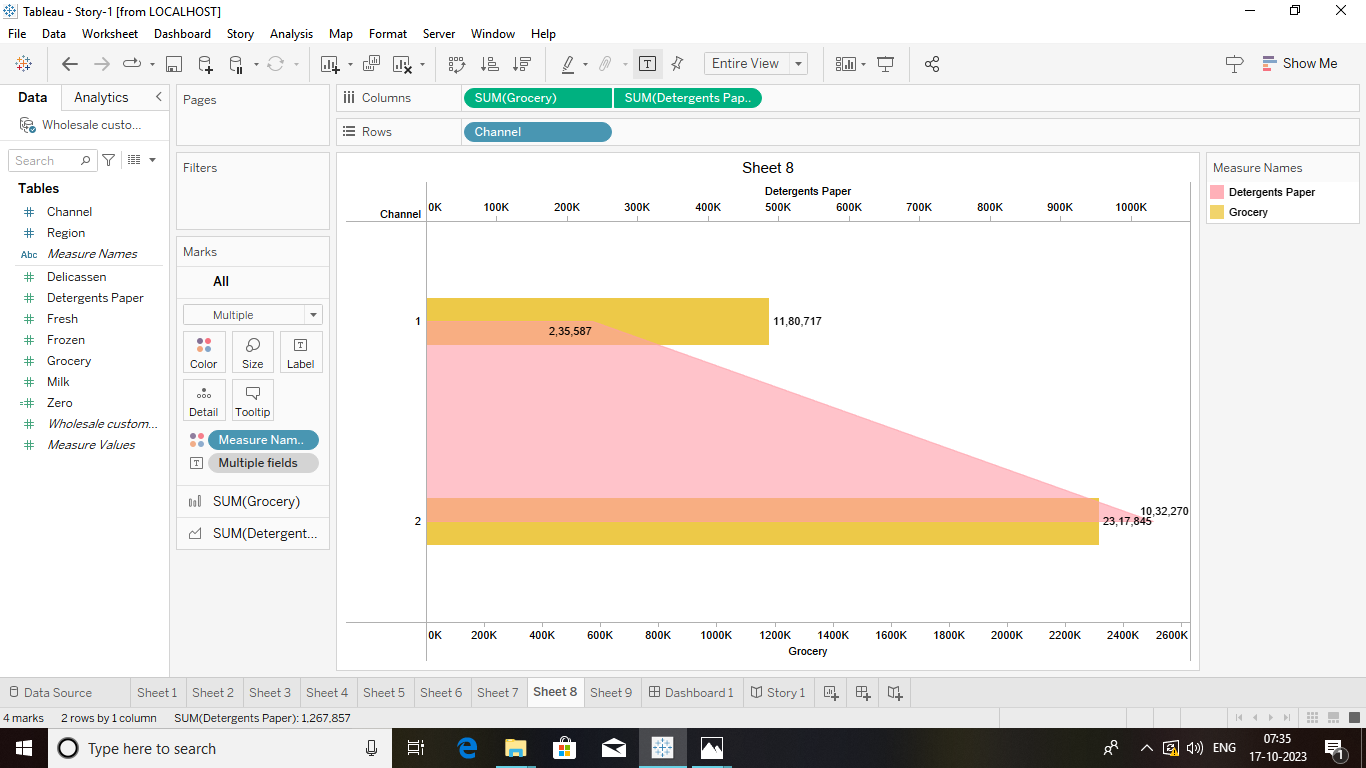 Tableau - Story-1 [from LOCALHOST]
File Data Worksheet Dashboard Story Analysis Map Format Server Window Help
Entire View
Show Me
Data Analytics
Wholesale custo...
Search
Tables
Channel
Region
Abc Measure Names
Delicassen
Detergents Paper
Fresh
Frozen
Grocery
Milk
Zero
Wholesale custom...
Measure Values
Pages
Filters
Marks
All
Multiple
Color Size Label
Detail Tooltip
Measure Nam..
Multiple fields
SUM(Grocery)
SUM(Detergent...
Columns SUM(Grocery) SUM(Detergents Pap..
Rows Channel
Sheet 8
Detergents Paper
0K 100K 200K 300K 400K 500K 600K 700K 800K 900K 1000K
Channel
1 2,35,587 11,80,717
2 23,17,845 10,32,270
0K 200K 400K 600K 800K 1000K 1200K 1400K 1600K 1800K 2000K 2200K 2400K 2600K
Grocery
Measure Names
Detergents Paper
Grocery
Data Source Sheet 1 Sheet 2 Sheet 3 Sheet 4 Sheet 5 Sheet 6 Sheet 7 Sheet 8 Sheet 9 Dashboard 1 Story 1
4 marks 2 rows by 1 column SUM(Detergents Paper): 1,267,857
Type here to search
ENG
07:35
17-10-2023
1